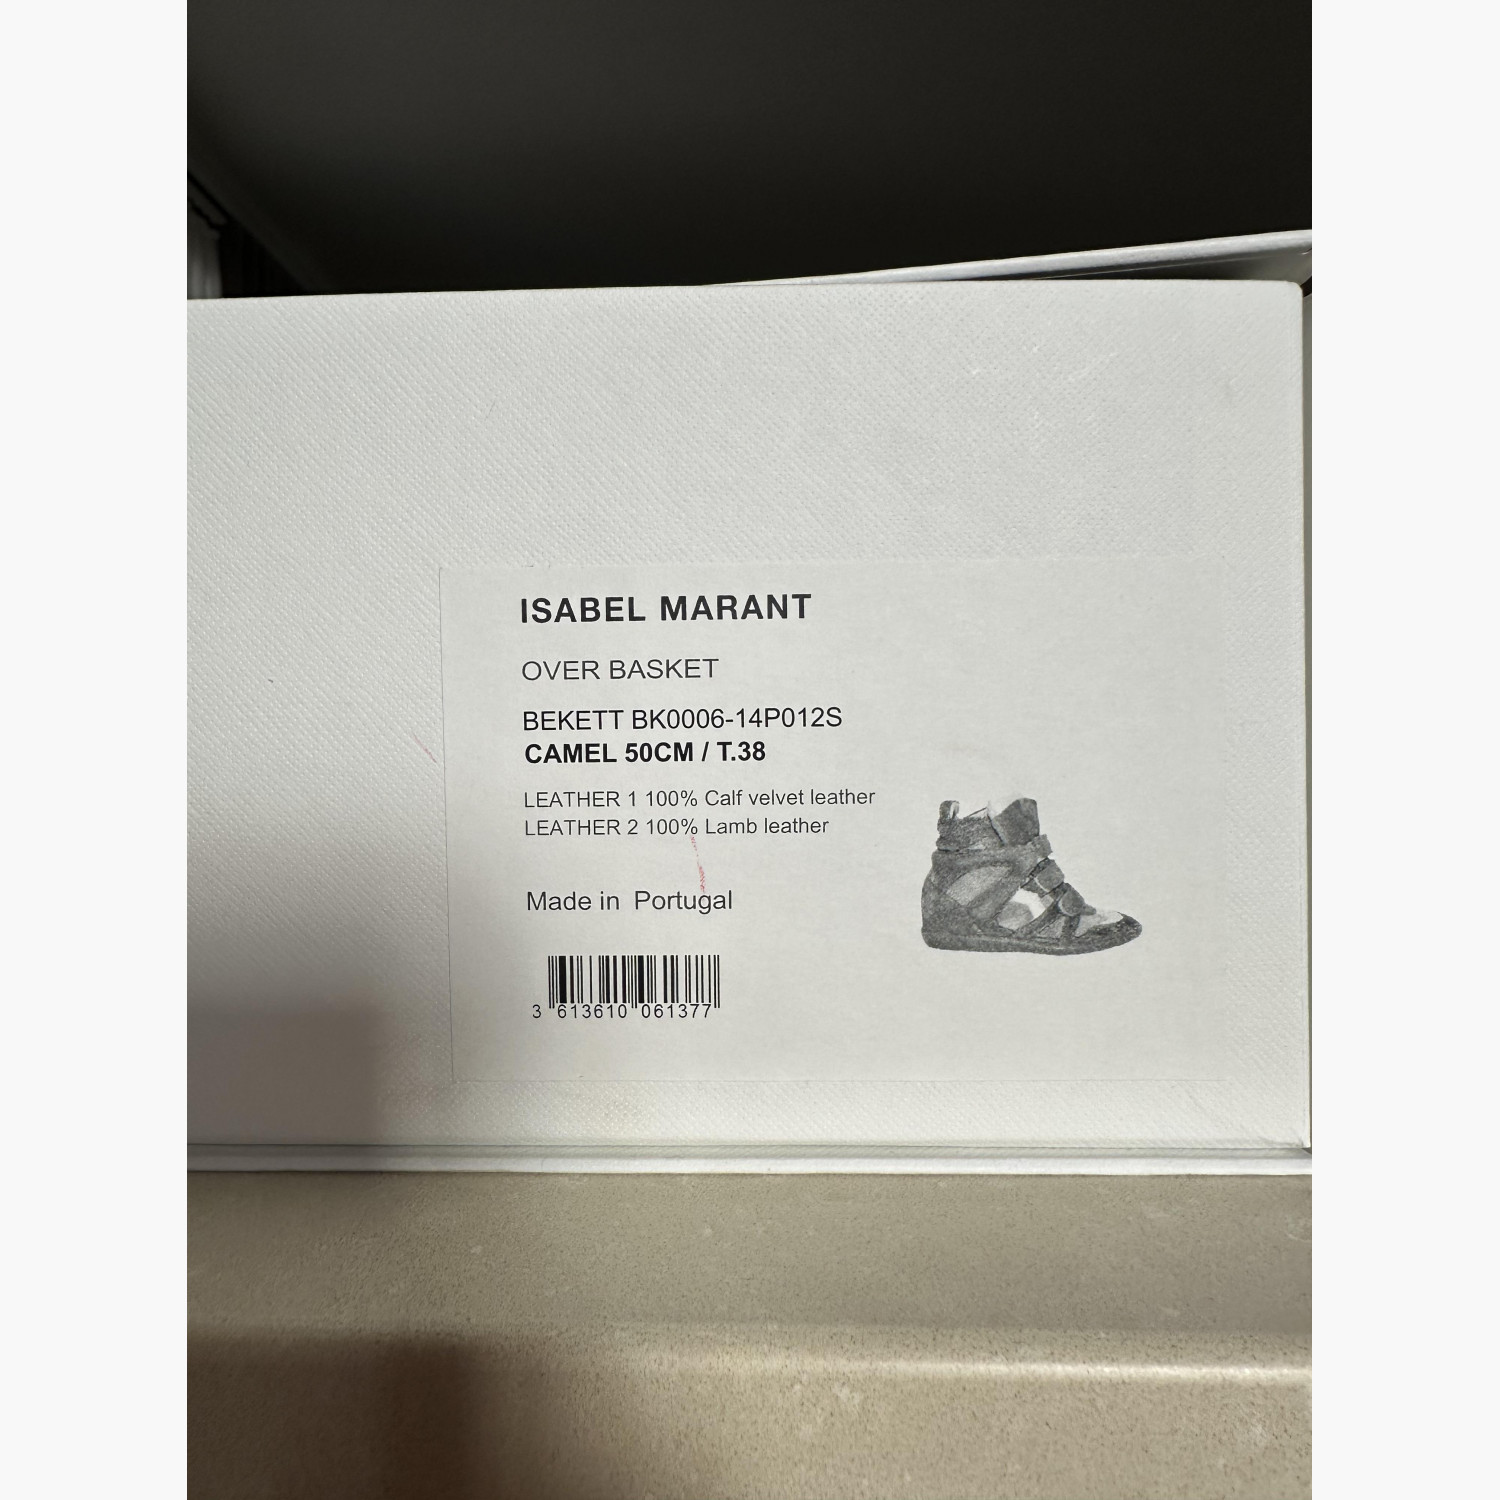 ISABEL MARANT
OVER BASKET
BEKETT BK0006-14P012S
CAMEL 50CM / T.38
LEATHER 1 100% Calf velvet leather
LEATHER 2 100% Lamb leather
Made in Portugal
3 613610 061377